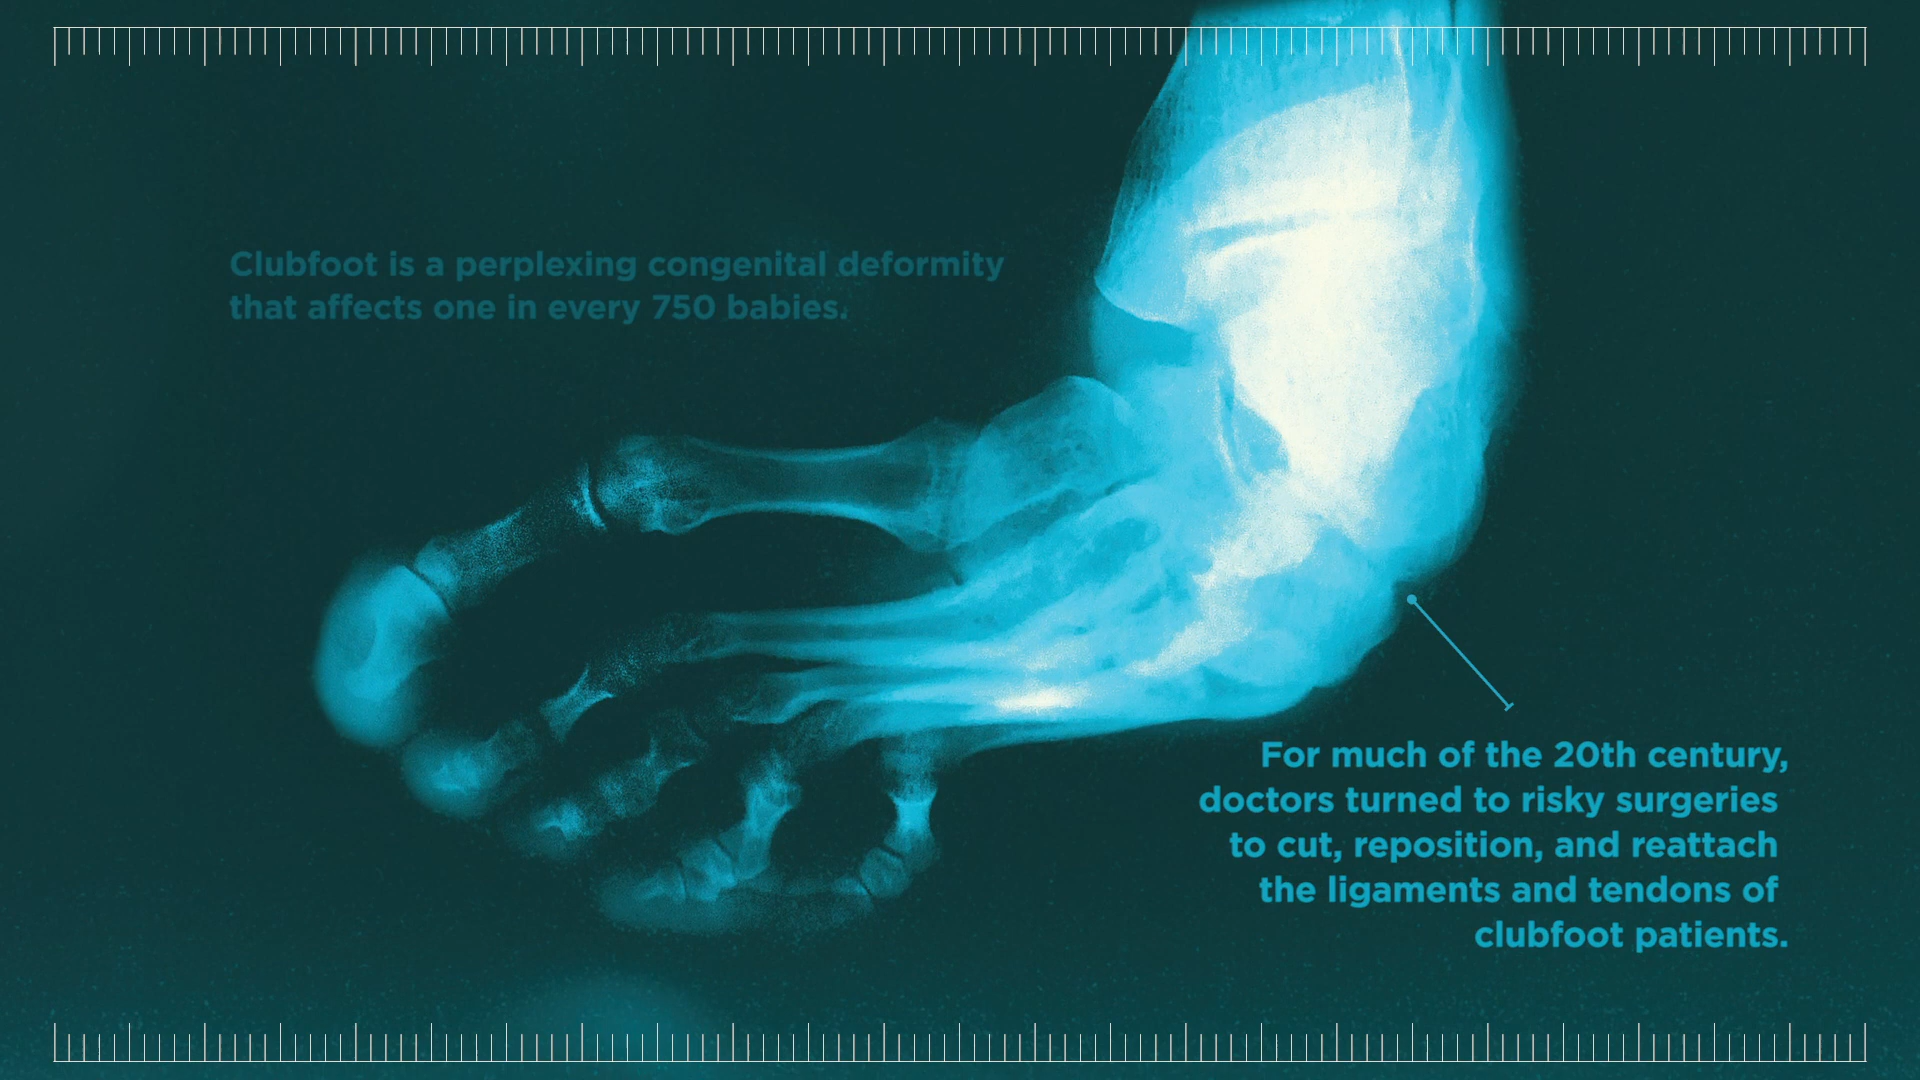 Clubfoot is a perplexing congenital deformity
that affects one in every 750 babies.
For much of the 20th century,
doctors turned to risky surgeries
to cut, reposition, and reattach
the ligaments and tendons of
clubfoot patients.